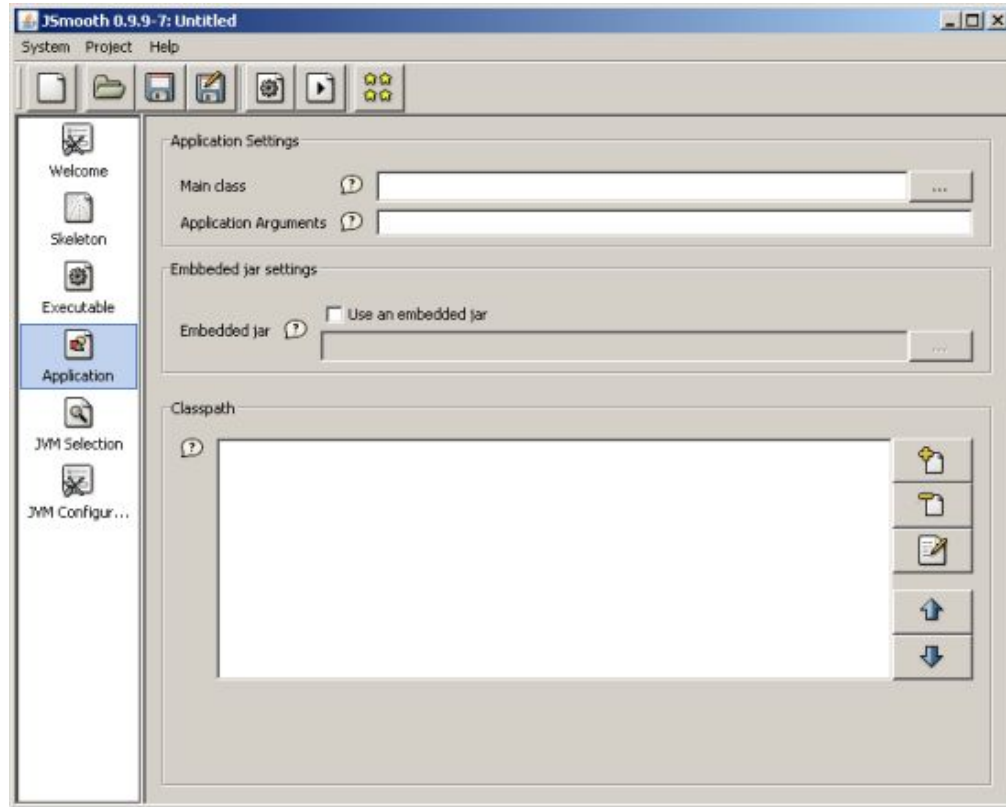 JSmooth 0.9.9-7: Untitled
System Project Help
Welcome
Skeleton
Executable
Application
JVM Selection
JVM Configur...
Application Settings
Main class ? ...
Application Arguments ?
Embbeded jar settings
Use an embedded jar
Embedded jar ? ...
Classpath
?